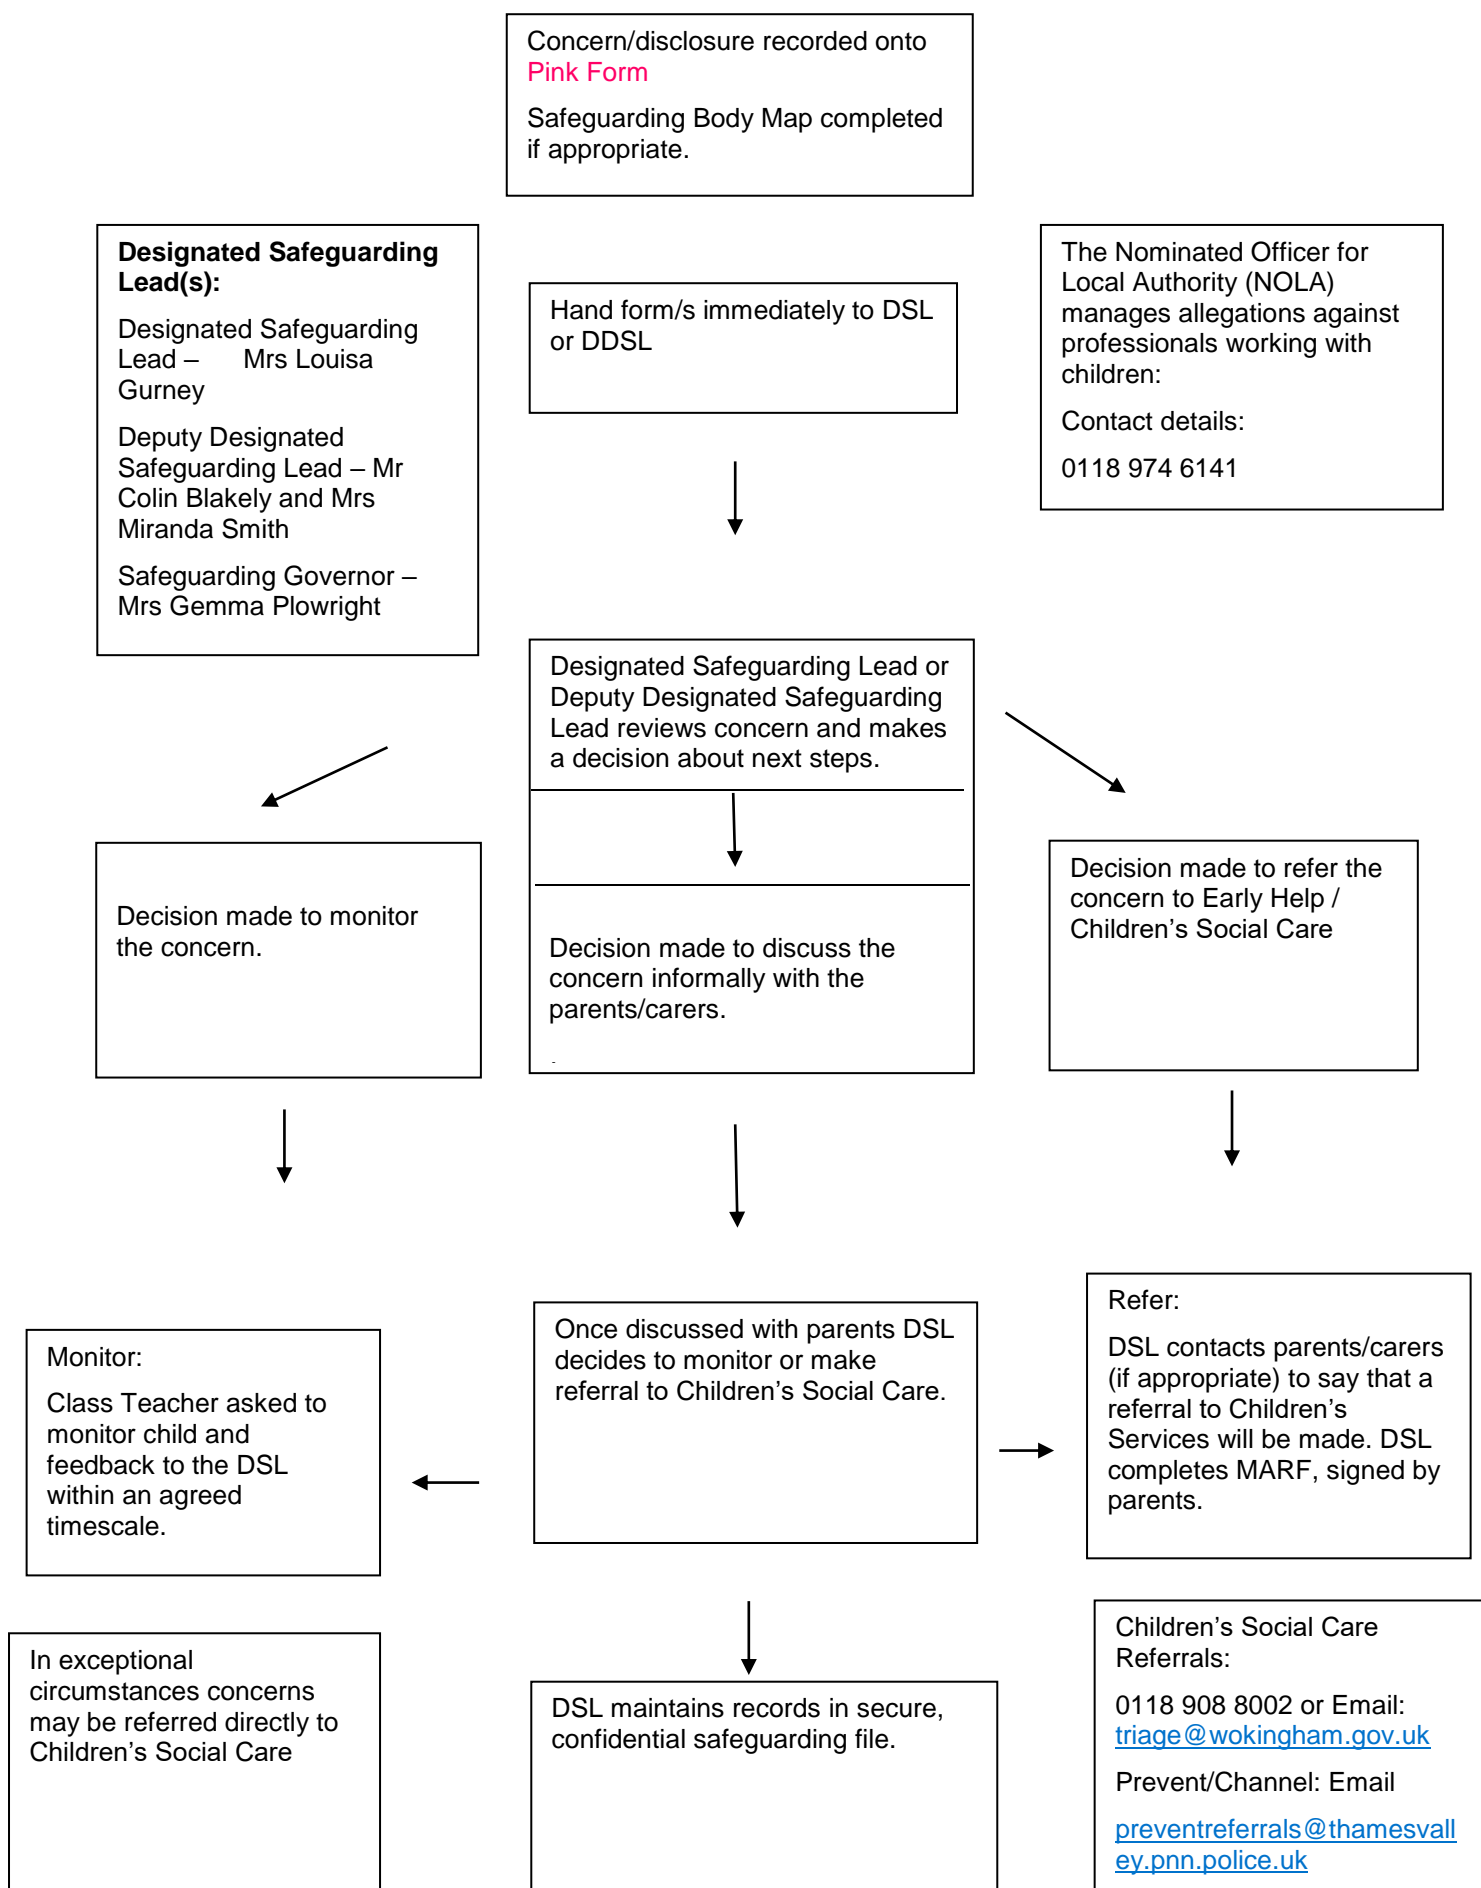 Concern/disclosure recorded onto
Pink Form
Safeguarding Body Map completed
if appropriate.
Designated Safeguarding
Lead(s):
Designated Safeguarding
Lead – Mrs Louisa
Gurney
Deputy Designated
Safeguarding Lead – Mr
Colin Blakely and Mrs
Miranda Smith
Safeguarding Governor –
Mrs Gemma Plowright
Hand form/s immediately to DSL
or DDSL
The Nominated Officer for
Local Authority (NOLA)
manages allegations against
professionals working with
children:
Contact details:
0118 974 6141
Designated Safeguarding Lead or
Deputy Designated Safeguarding
Lead reviews concern and makes
a decision about next steps.
Decision made to monitor
the concern.
Decision made to discuss the
concern informally with the
parents/carers.
.
Decision made to refer the
concern to Early Help /
Children’s Social Care
Monitor:
Class Teacher asked to
monitor child and
feedback to the DSL
within an agreed
timescale.
Once discussed with parents DSL
decides to monitor or make
referral to Children’s Social Care.
Refer:
DSL contacts parents/carers
(if appropriate) to say that a
referral to Children’s
Services will be made. DSL
completes MARF, signed by
parents.
In exceptional
circumstances concerns
may be referred directly to
Children’s Social Care
DSL maintains records in secure,
confidential safeguarding file.
Children’s Social Care
Referrals:
0118 908 8002 or Email:
triage@wokingham.gov.uk
Prevent/Channel: Email
preventreferrals@thamesvall
ey.pnn.police.uk